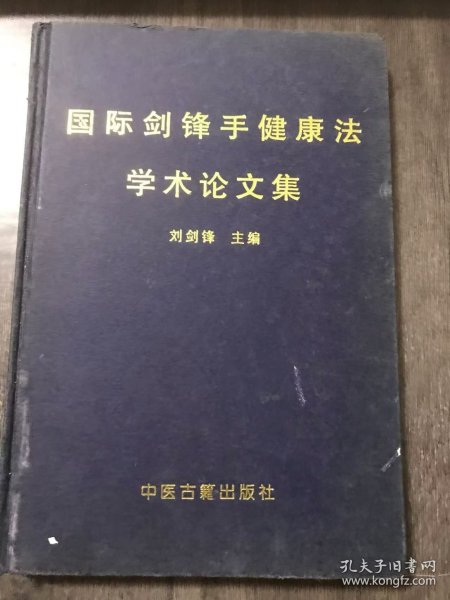 国际剑锋手健康法
学术论文集
刘剑锋 主编
中医古籍出版社
孔夫子旧书网
www.kongfz.com